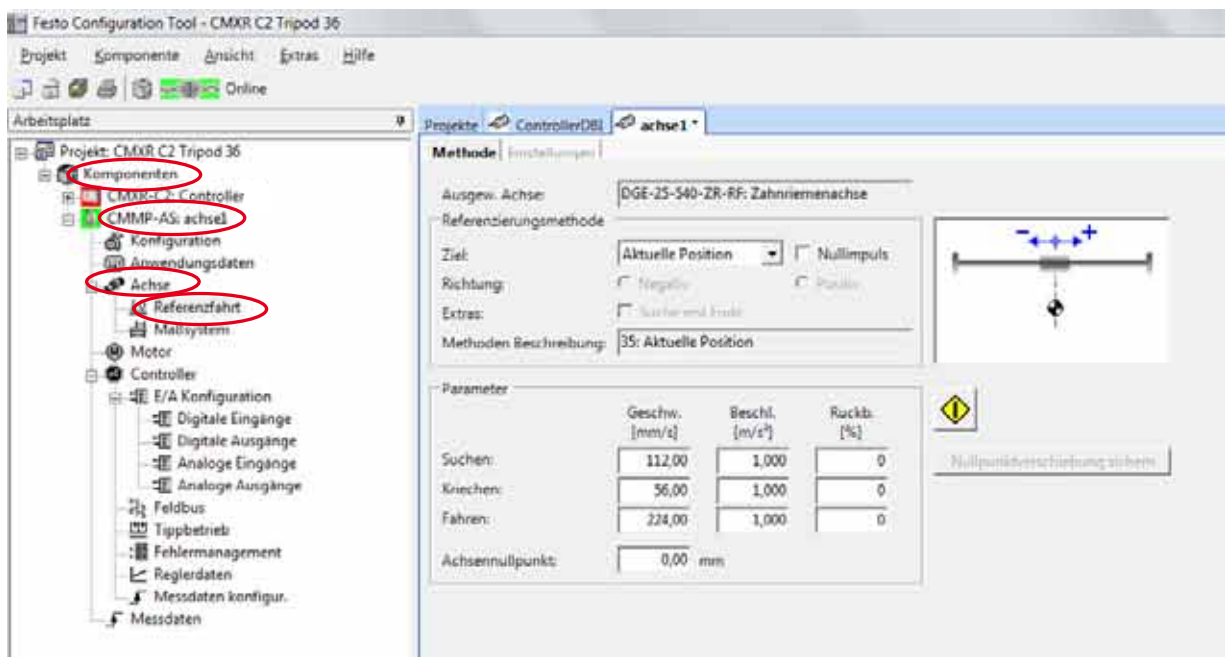 Festo Configuration Tool - CMXR C2 Tripod 36
Projekt Komponente Ansicht Extras Hilfe
Online
Arbeitsplatz
Projekt: CMXR C2 Tripod 36
Komponenten
CMXR-C2: Controller
CMMP-AS: achse1
Konfiguration
Anwendungsdaten
Achse
Referenzfahrt
Maßsystem
Motor
Controller
E/A Konfiguration
Digitale Eingänge
Digitale Ausgänge
Analoge Eingänge
Analoge Ausgänge
Feldbus
Tippbetrieb
Fehlermanagement
Reglerdaten
Messdaten konfigur.
Messdaten
Projekte ControllerDBL achse1 *
Methode Einstellungen
Ausgew. Achse: DGE-25-540-ZR-RF: Zahnriemenachse
Referenzierungsmethode
Ziel: Aktuelle Position Nullimpuls
Richtung: Negativ Positiv
Extras:
Methoden Beschreibung: 35: Aktuelle Position
- +
Parameter
Geschw. Beschl. Ruckb.
[mm/s] [m/s²] [%]
Suchen: 112,00 1,000 0
Kriechen: 56,00 1,000 0
Fahren: 224,00 1,000 0
Achsennullpunkt: 0,00 mm
Nullpunktverschiebung sichern